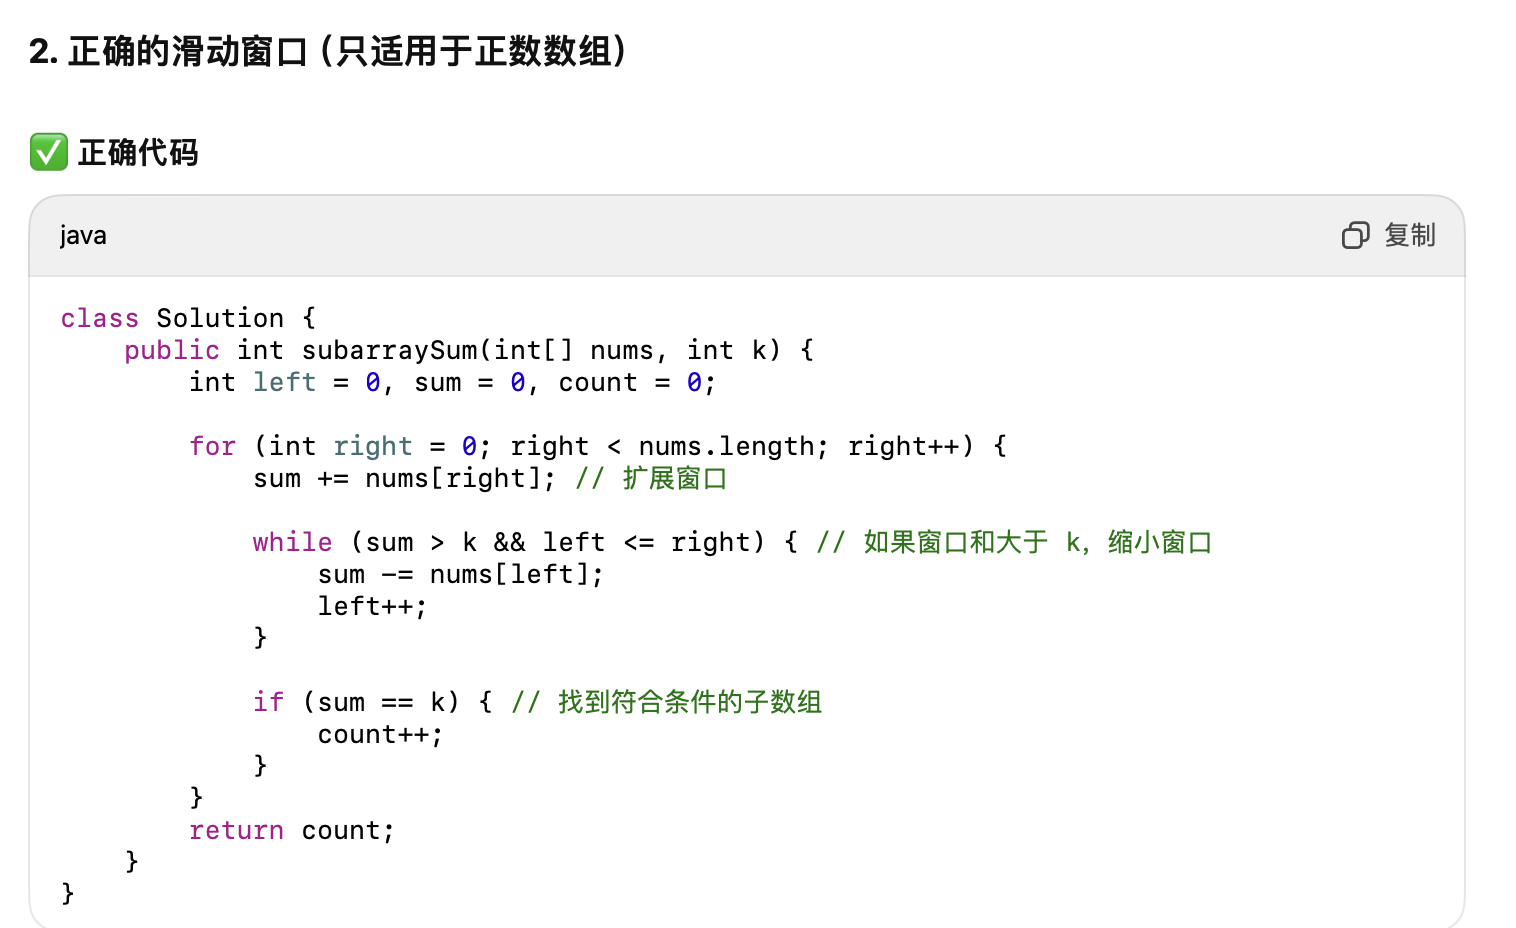 2. 正确的滑动窗口 (只适用于正数数组)
✅ 正确代码
java
复制
class Solution {
    public int subarraySum(int[] nums, int k) {
        int left = 0, sum = 0, count = 0;

        for (int right = 0; right < nums.length; right++) {
            sum += nums[right]; // 扩展窗口

            while (sum > k && left <= right) { // 如果窗口和大于 k，缩小窗口
                sum -= nums[left];
                left++;
            }

            if (sum == k) { // 找到符合条件的子数组
                count++;
            }
        }
        return count;
    }
}